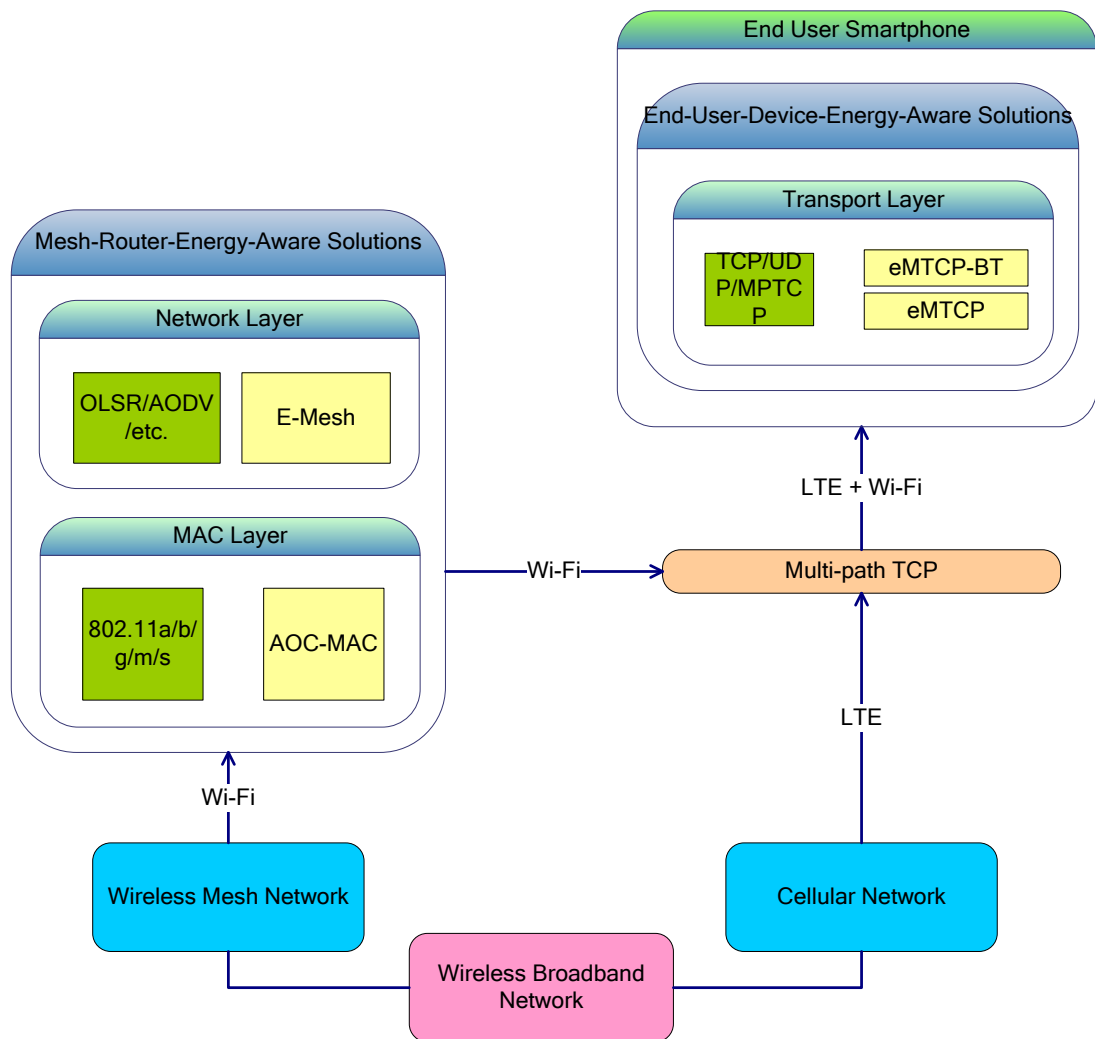 End User Smartphone
End-User-Device-Energy-Aware Solutions
Transport Layer
TCP/UD
P/MPTC
P
eMTCP-BT
eMTCP
Mesh-Router-Energy-Aware Solutions
Network Layer
OLSR/AODV
/etc.
E-Mesh
MAC Layer
802.11a/b/
g/m/s
AOC-MAC
LTE + Wi-Fi
Wi-Fi
Multi-path TCP
LTE
Wi-Fi
Wireless Mesh Network
Cellular Network
Wireless Broadband
Network